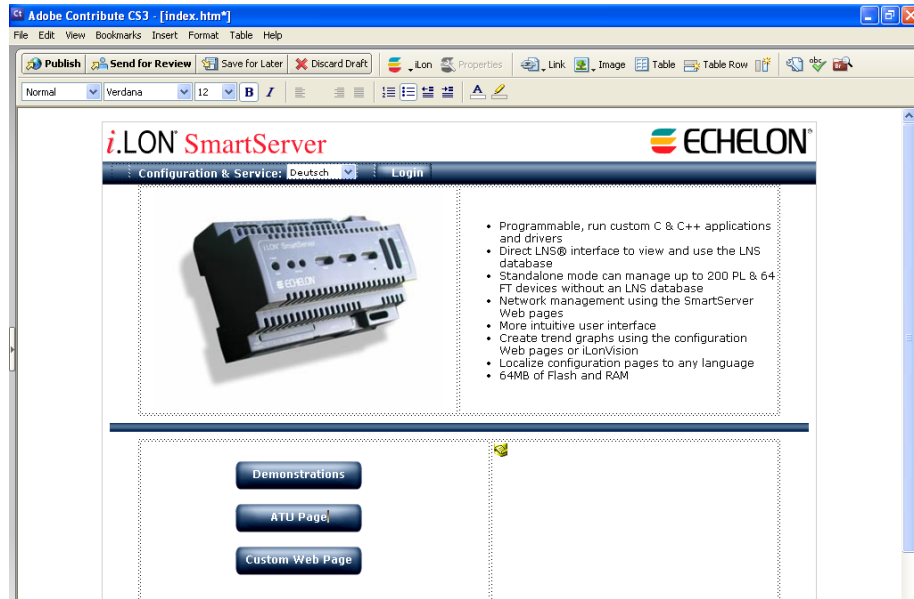 Adobe Contribute CS3 - [index.htm*]
File Edit View Bookmarks Insert Format Table Help
Publish Send for Review Save for Later Discard Draft iLon Properties Link Image Table Table Row abc
Normal Verdana 12 B I A
i.LON® SmartServer ECHELON®
Configuration & Service: Deutsch Login
• Programmable, run custom C & C++ applications
and drivers
• Direct LNS® interface to view and use the LNS
database
• Standalone mode can manage up to 200 PL & 64
FT devices without an LNS database
• Network management using the SmartServer
Web pages
• More intuitive user interface
• Create trend graphs using the configuration
Web pages or iLonVision
• Localize configuration pages to any language
• 64MB of Flash and RAM
i.LON SmartServer
ECHELON
Demonstrations
ATU Page
Custom Web Page